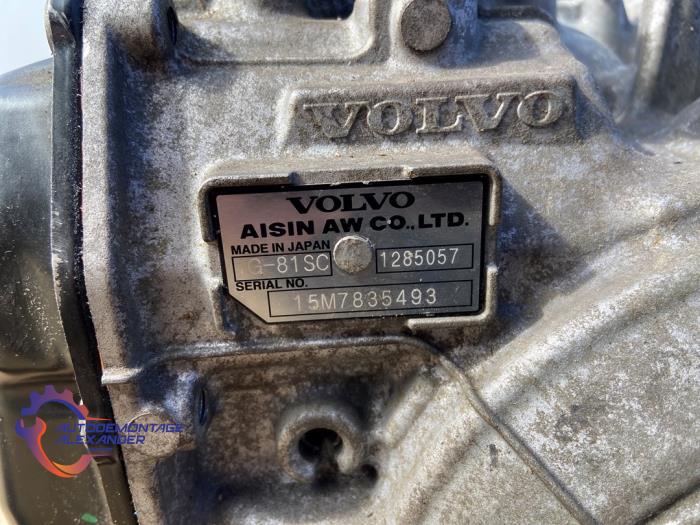 VOLVO
VOLVO
AISIN AW CO.,LTD.
MADE IN JAPAN
G-81SC 1285057
SERIAL NO.
15M7835493
AUTODEMONTAGE
ALEXANDER